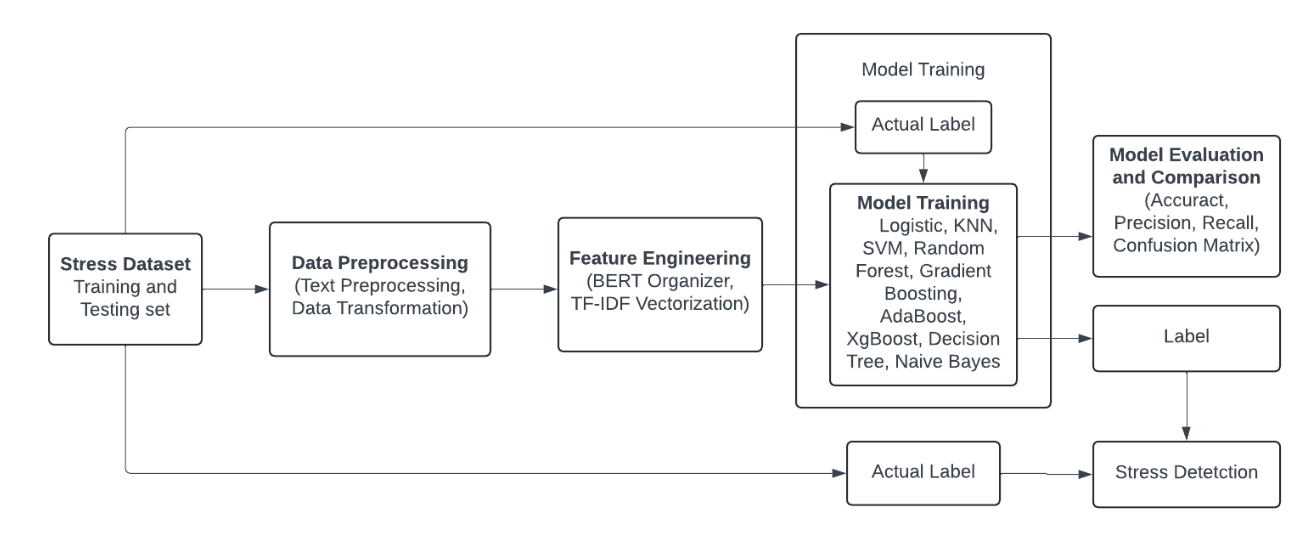 Model Training
Actual Label
Stress Dataset
Training and
Testing set
Data Preprocessing
(Text Preprocessing,
Data Transformation)
Feature Engineering
(BERT Organizer,
TF-IDF Vectorization)
Model Training
Logistic, KNN,
SVM, Random
Forest, Gradient
Boosting,
AdaBoost,
XgBoost, Decision
Tree, Naive Bayes
Model Evaluation
and Comparison
(Accuract,
Precision, Recall,
Confusion Matrix)
Label
Actual Label
Stress Detetction